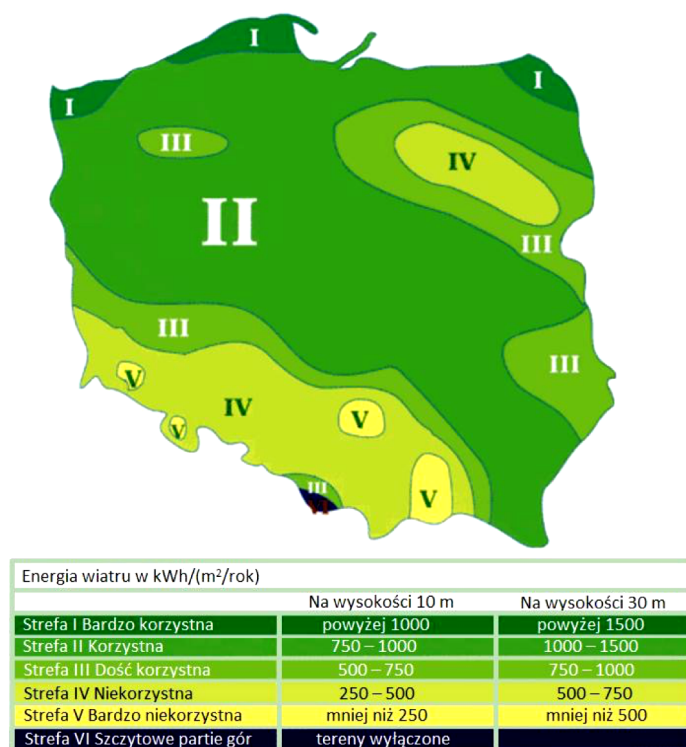 I
I
I
III
IV
II
III
III
III
V
IV
V
V
III
VI
V
Energia wiatru w kWh/(m²/rok)
Na wysokości 10 m Na wysokości 30 m
Strefa I Bardzo korzystna powyżej 1000 powyżej 1500
Strefa II Korzystna 750 – 1000 1000 – 1500
Strefa III Dość korzystna 500 – 750 750 – 1000
Strefa IV Niekorzystna 250 – 500 500 – 750
Strefa V Bardzo niekorzystna mniej niż 250 mniej niż 500
Strefa VI Szczytowe partie gór tereny wyłączone